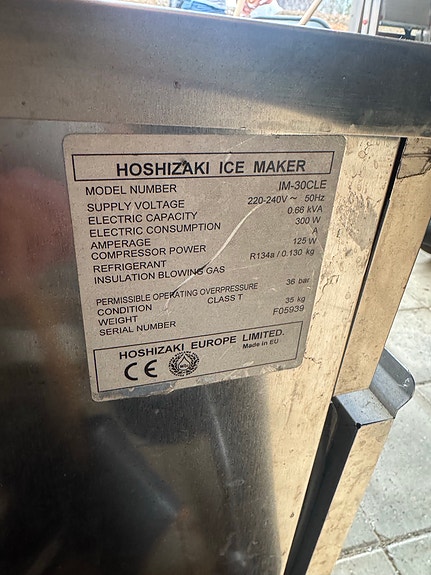 HOSHIZAKI ICE MAKER
MODEL NUMBER IM-30CLE
SUPPLY VOLTAGE 220-240V ~ 50Hz
ELECTRIC CAPACITY 0.66 kVA
ELECTRIC CONSUMPTION 300 W
AMPERAGE A
COMPRESSOR POWER 125 W
REFRIGERANT R134a / 0.130 kg
INSULATION BLOWING GAS
PERMISSIBLE OPERATING OVERPRESSURE 36 bar
CONDITION CLASS T
WEIGHT 35 kg
SERIAL NUMBER F05939
HOSHIZAKI EUROPE LIMITED.
Made in EU
CE